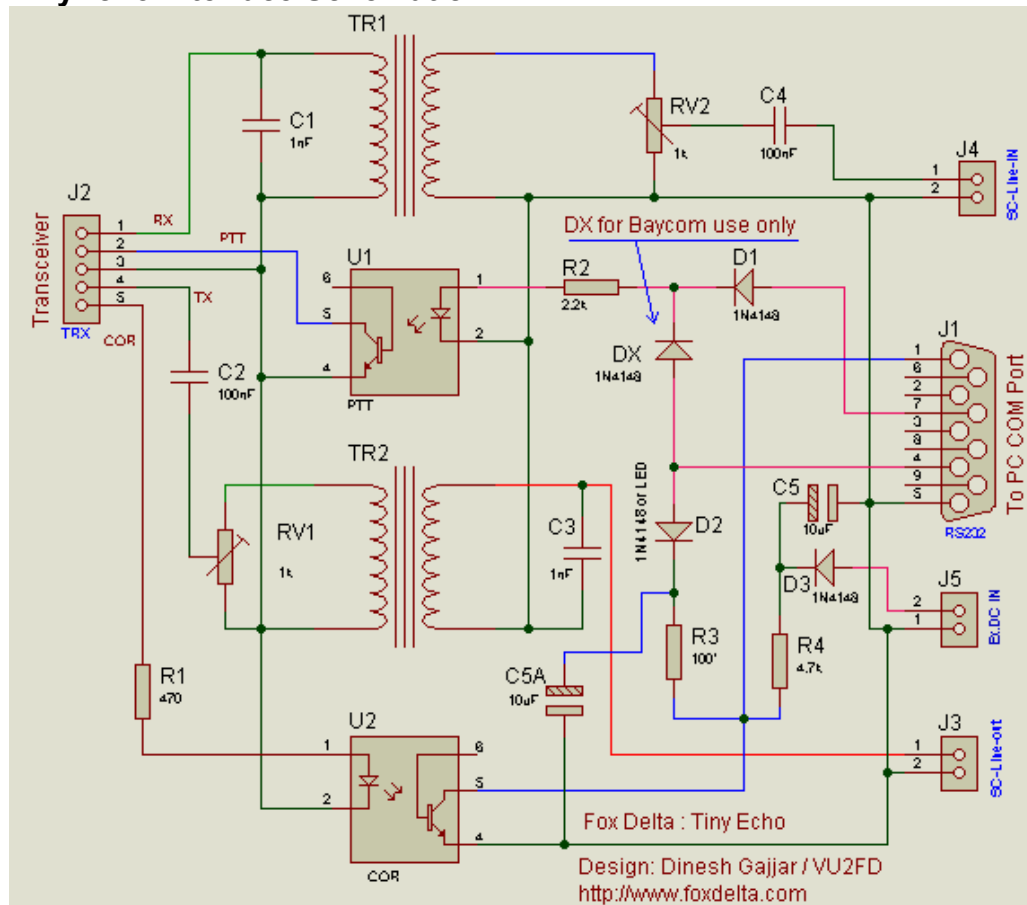 TR1
C1
1nF
RV2
1k
C4
100nF
J4
1
2
SC-Line-IN
J2
Transceiver
1
2
3
4
5
TRX
RX
PTT
TX
COR
DX for Baycom use only
U1
6
5
4
1
2
PTT
R2
2.2k
D1
1N4148
DX
1N4148
J1
1
6
2
7
3
8
4
9
5
RS232
To PC COM Port
C2
100nF
TR2
RV1
1k
C3
1nF
1N4148 or LED
D2
C5
10uF
D3
1N4148
J5
2
1
Ex.DC IN
R3
100'
R4
4.7k
C5A
10uF
R1
470
U2
1
2
6
5
4
COR
J3
1
2
SC-Line-out
Fox Delta : Tiny Echo
Design: Dinesh Gajjar / VU2FD
http://www.foxdelta.com